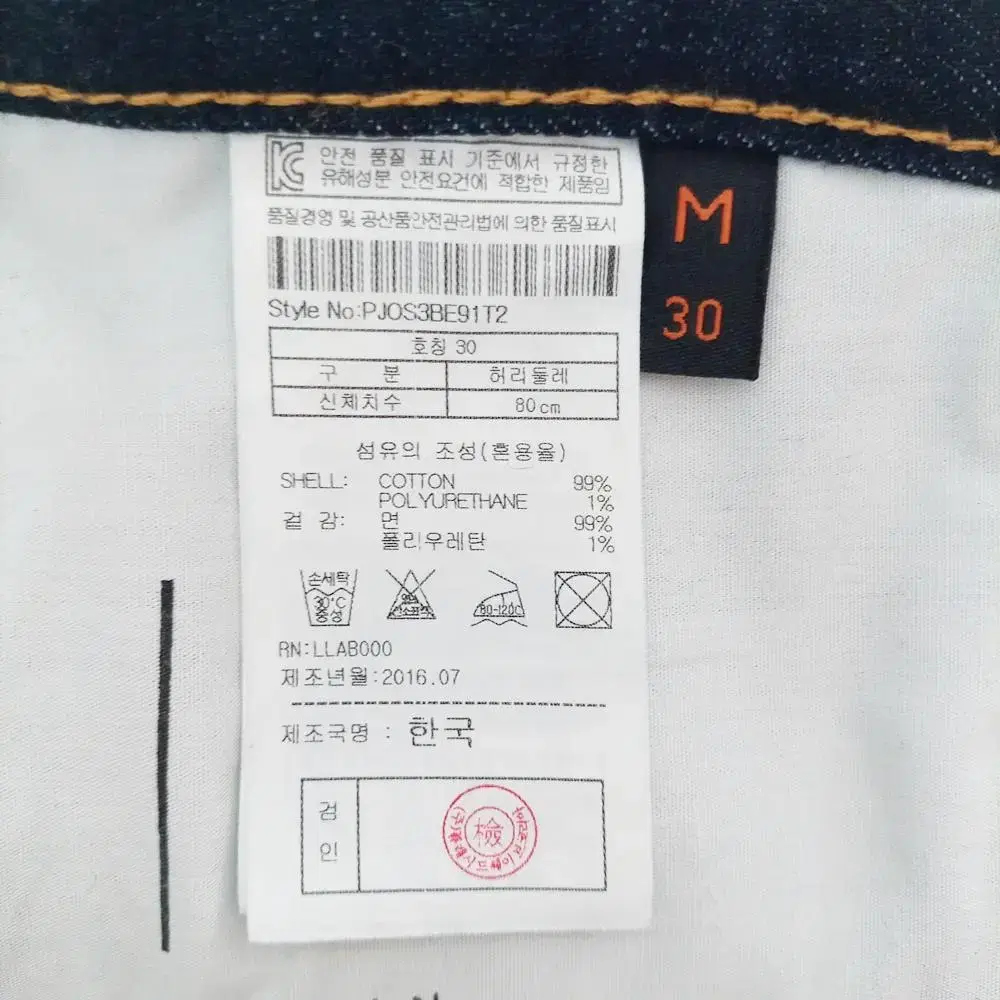 KC 안전 품질 표시 기준에서 규정한
유해성분 안전요건에 적합한 제품임
품질경영 및 공산품안전관리법에 의한 품질표시
Style No:PJOS3BE91T2
호칭 30
구 분 허리둘레
신체치수 80cm
섬유의 조성(혼용율)
SHELL: COTTON 99%
POLYURETHANE 1%
겉 감: 면 99%
폴리우레탄 1%
손세탁
30°C
중성
산소표백
80-120C
RN:LLAB000
제조년월:2016.07
제조국명 : 한국
검
인
檢
M
30